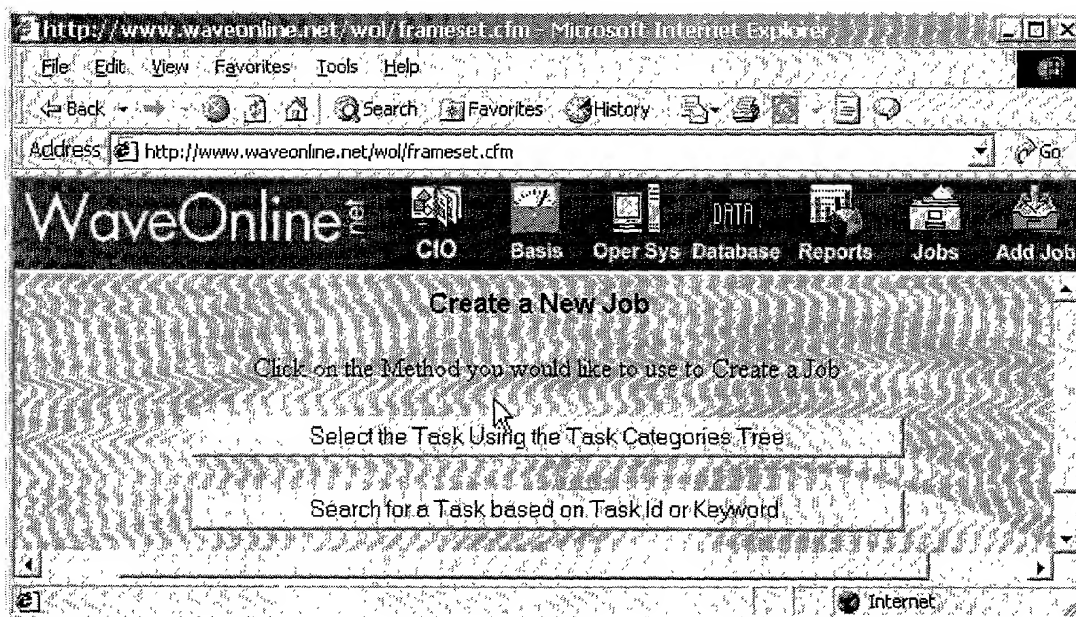 http://www.waveonline.net/wol/frameset.cfm - Microsoft Internet Explorer
File Edit View Favorites Tools Help
Back Search Favorites History
Address http://www.waveonline.net/wol/frameset.cfm Go
WaveOnline.net CIO Basis Oper Sys DATA Database Reports Jobs Add Job
Create a New Job
Click on the Method you would like to use to Create a Job
Select the Task Using the Task Categories Tree
Search for a Task based on Task Id or Keyword
Internet